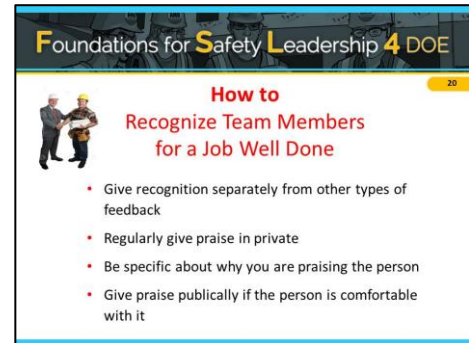 Foundations for Safety Leadership 4 DOE
20
How to
Recognize Team Members
for a Job Well Done
• Give recognition separately from other types of
feedback
• Regularly give praise in private
• Be specific about why you are praising the person
• Give praise publically if the person is comfortable
with it